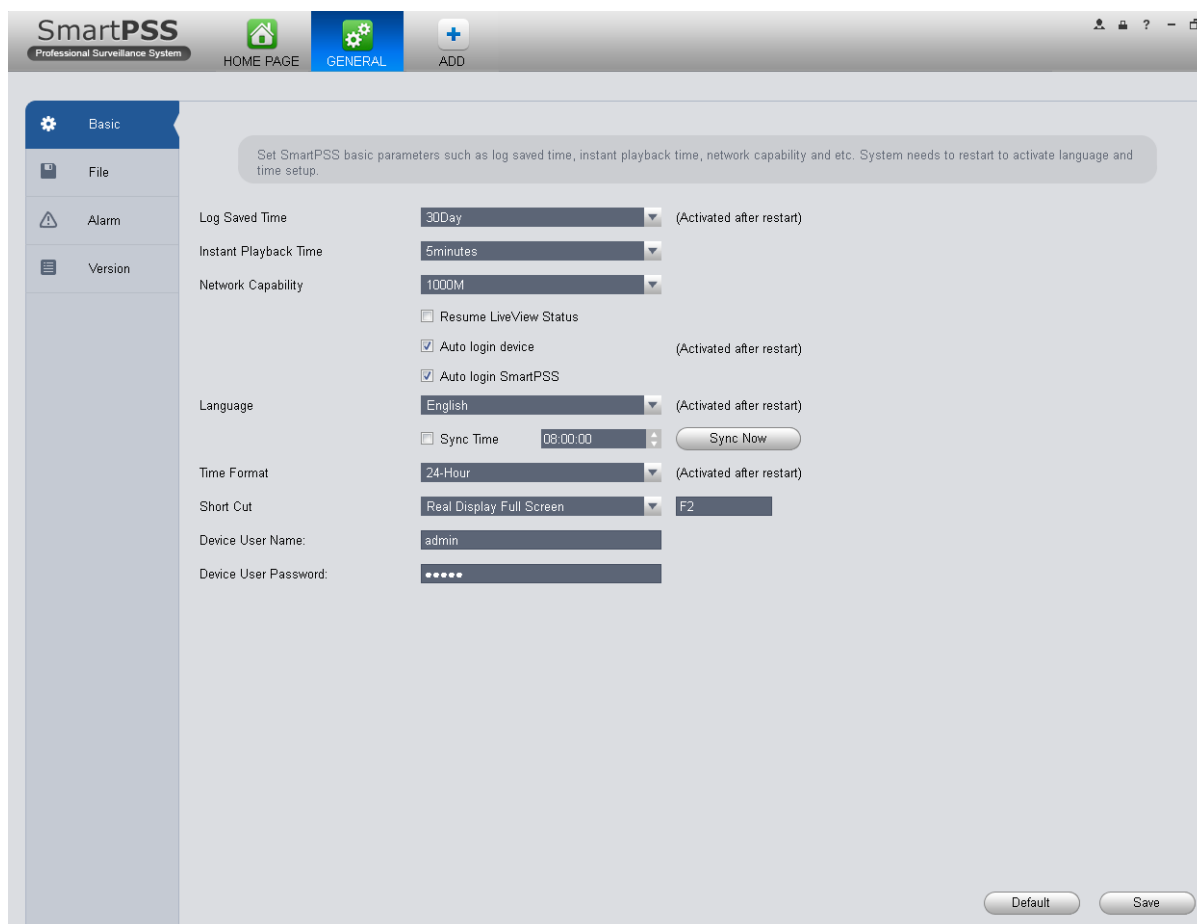 SmartPSS
Professional Surveillance System
HOME PAGE
GENERAL
ADD
?
Basic
File
Alarm
Version
Set SmartPSS basic parameters such as log saved time, instant playback time, network capability and etc. System needs to restart to activate language and
time setup.
Log Saved Time 30Day (Activated after restart)
Instant Playback Time 5minutes
Network Capability 1000M
Resume LiveView Status
Auto login device (Activated after restart)
Auto login SmartPSS
Language English (Activated after restart)
Sync Time 08:00:00 Sync Now
Time Format 24-Hour (Activated after restart)
Short Cut Real Display Full Screen F2
Device User Name: admin
Device User Password: •••••
Default Save